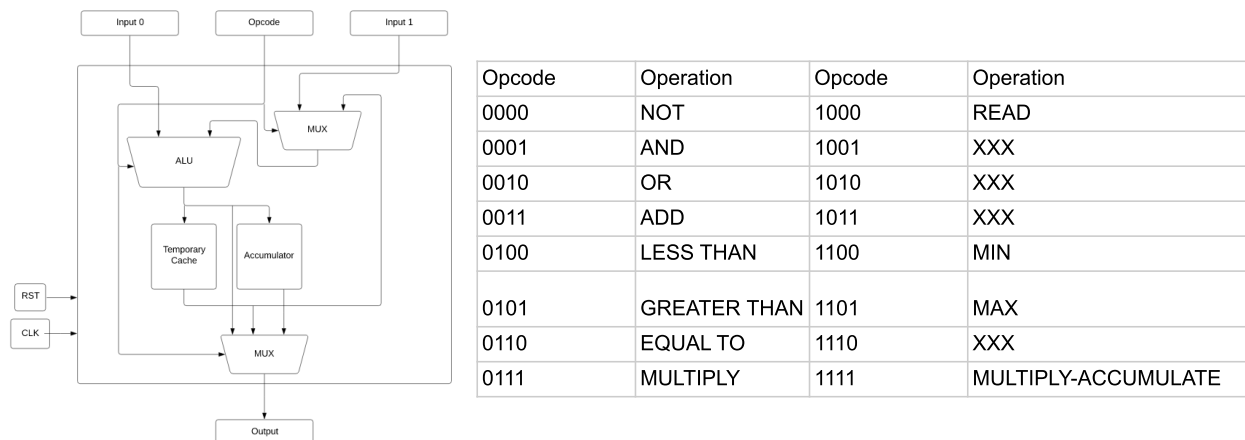 Input 0
Opcode
Input 1
MUX
ALU
Temporary
Cache
Accumulator
RST
CLK
MUX
Output
Opcode Operation Opcode Operation
0000 NOT 1000 READ
0001 AND 1001 XXX
0010 OR 1010 XXX
0011 ADD 1011 XXX
0100 LESS THAN 1100 MIN
0101 GREATER THAN 1101 MAX
0110 EQUAL TO 1110 XXX
0111 MULTIPLY 1111 MULTIPLY-ACCUMULATE